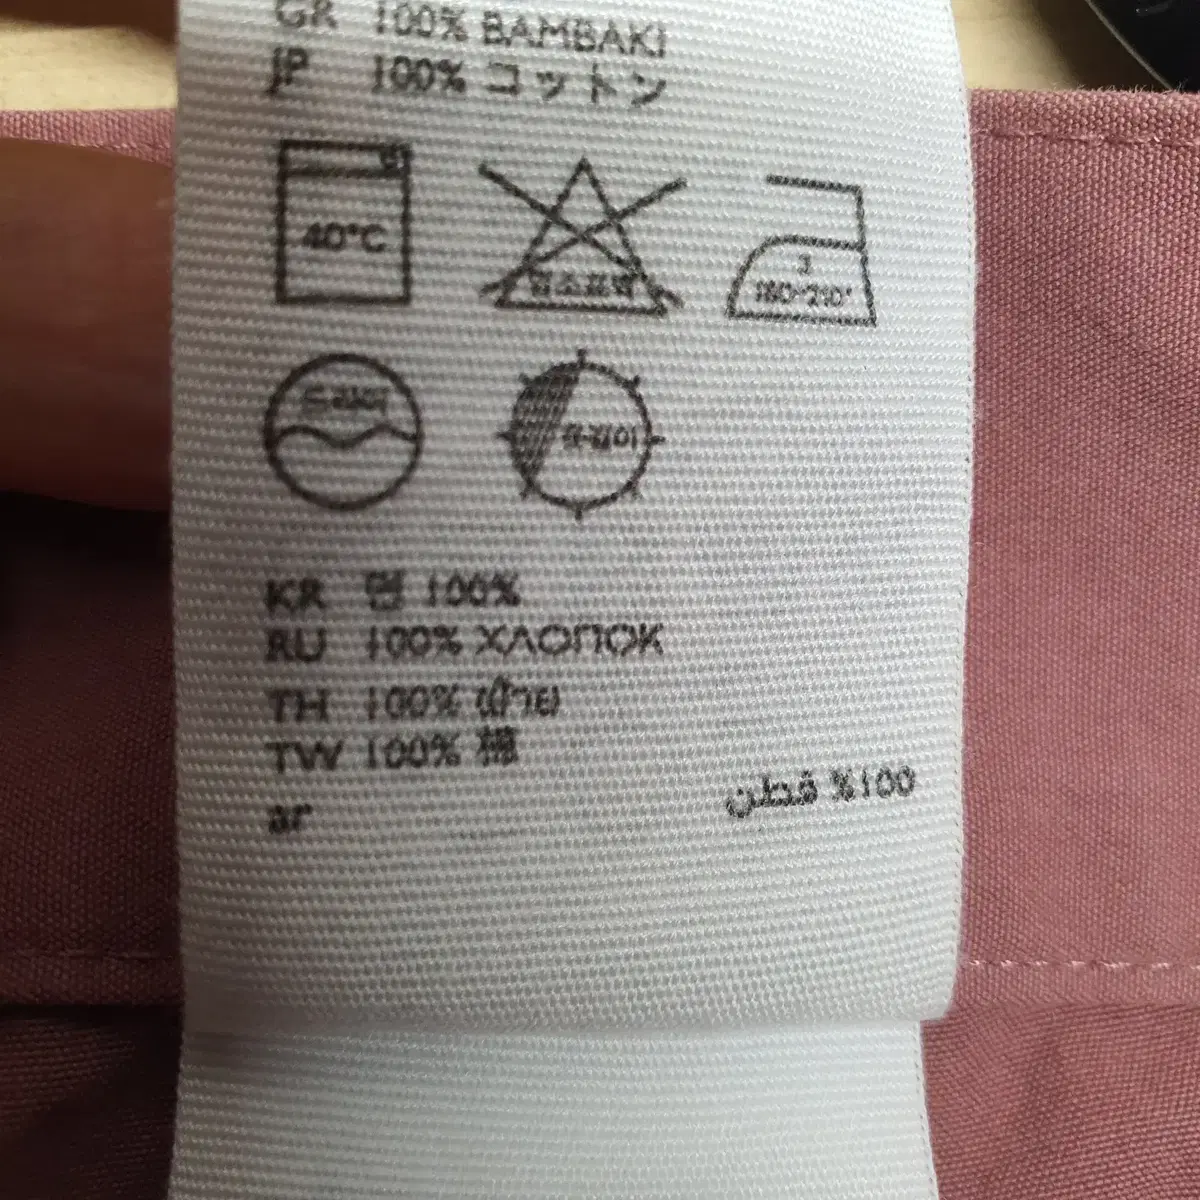 GR 100% BAMBAKI
JP 100% コットン
40°C
염소표백
3
180-210°
드라이
옷걸이
KR 면 100%
RU 100% ХЛОПОК
TH 100% ฝ้าย
TW 100% 棉
ar 100% قطن